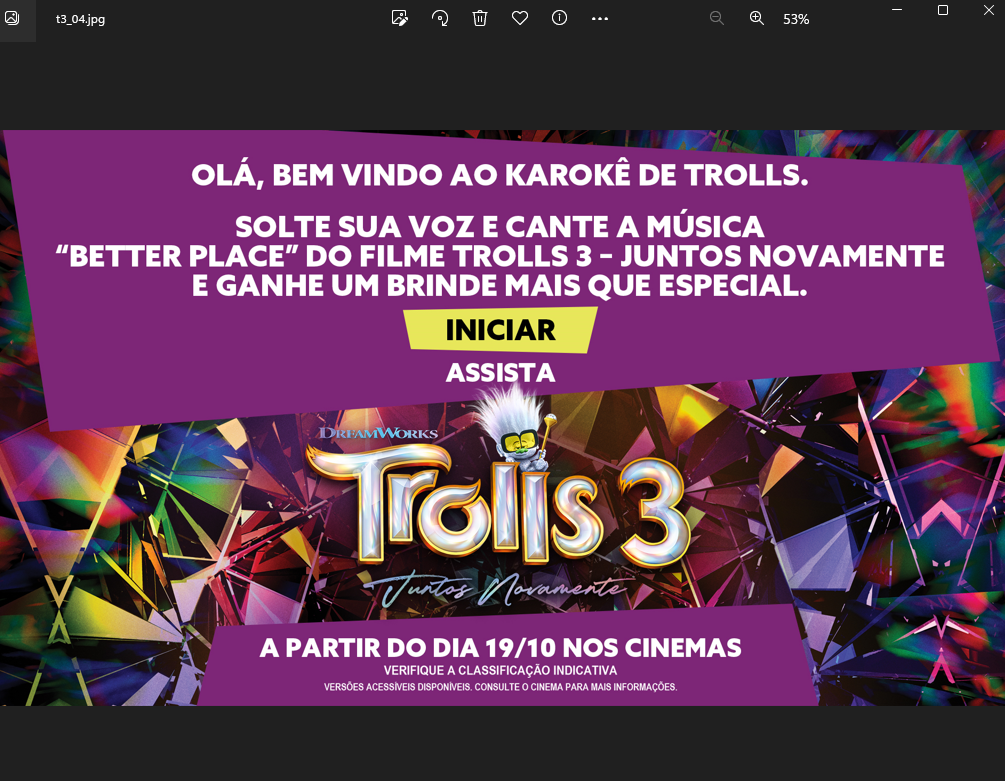 t3_04.jpg
53%
OLÁ, BEM VINDO AO KAROKÊ DE TROLLS.
SOLTE SUA VOZ E CANTE A MÚSICA
“BETTER PLACE” DO FILME TROLLS 3 – JUNTOS NOVAMENTE
E GANHE UM BRINDE MAIS QUE ESPECIAL.
INICIAR
ASSISTA
DREAMWORKS
Trolls 3
Juntos Novamente
A PARTIR DO DIA 19/10 NOS CINEMAS
VERIFIQUE A CLASSIFICAÇÃO INDICATIVA
VERSÕES ACESSÍVEIS DISPONÍVEIS. CONSULTE O CINEMA PARA MAIS INFORMAÇÕES.